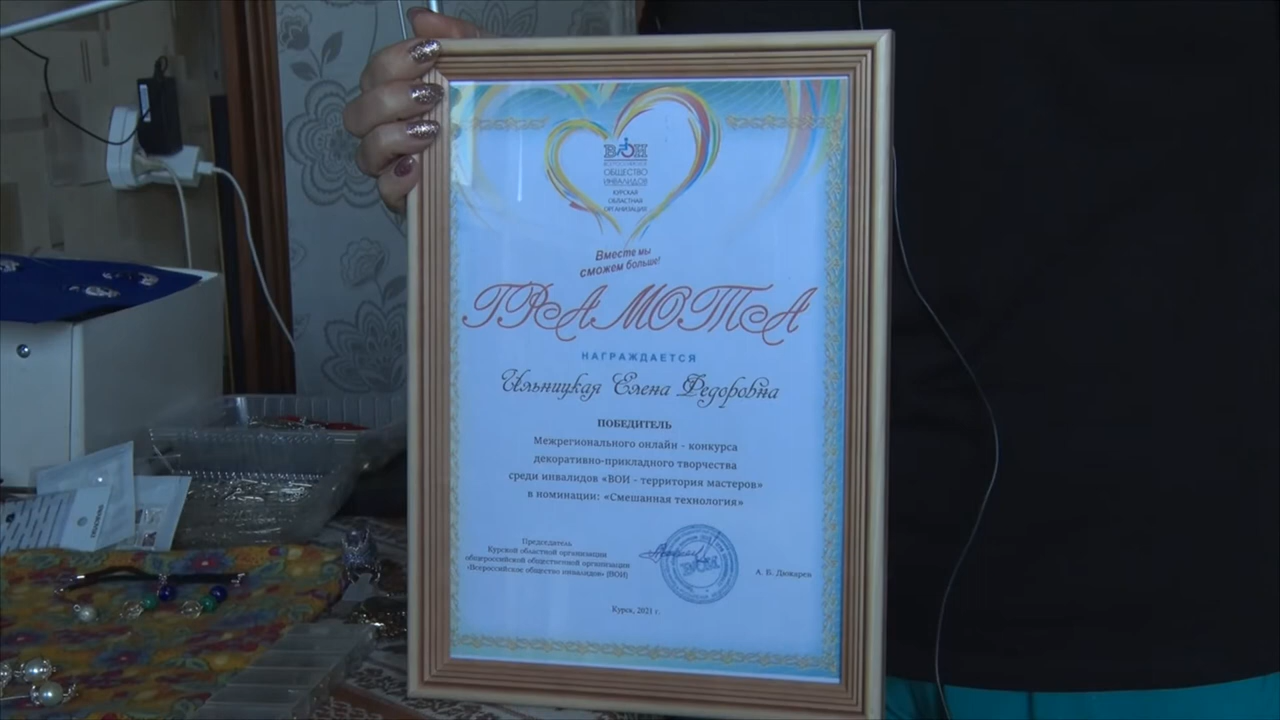 ВОИ
ВСЕРОССИЙСКОЕ
ОБЩЕСТВО
ИНВАЛИДОВ
КУРСКАЯ
ОБЛАСТНАЯ
ОРГАНИЗАЦИЯ
Вместе мы
сможем больше!
ГРАМОТА
НАГРАЖДАЕТСЯ
Ильницкая Елена Федоровна
ПОБЕДИТЕЛЬ
Межрегионального онлайн - конкурса
декоративно-прикладного творчества
среди инвалидов «ВОИ - территория мастеров»
в номинации: «Смешанная технология»
Председатель
Курской областной организации
общероссийской общественной организации
«Всероссийское общество инвалидов» (ВОИ)
ВОИ
А. Б. Дюкарев
Курск, 2021 г.